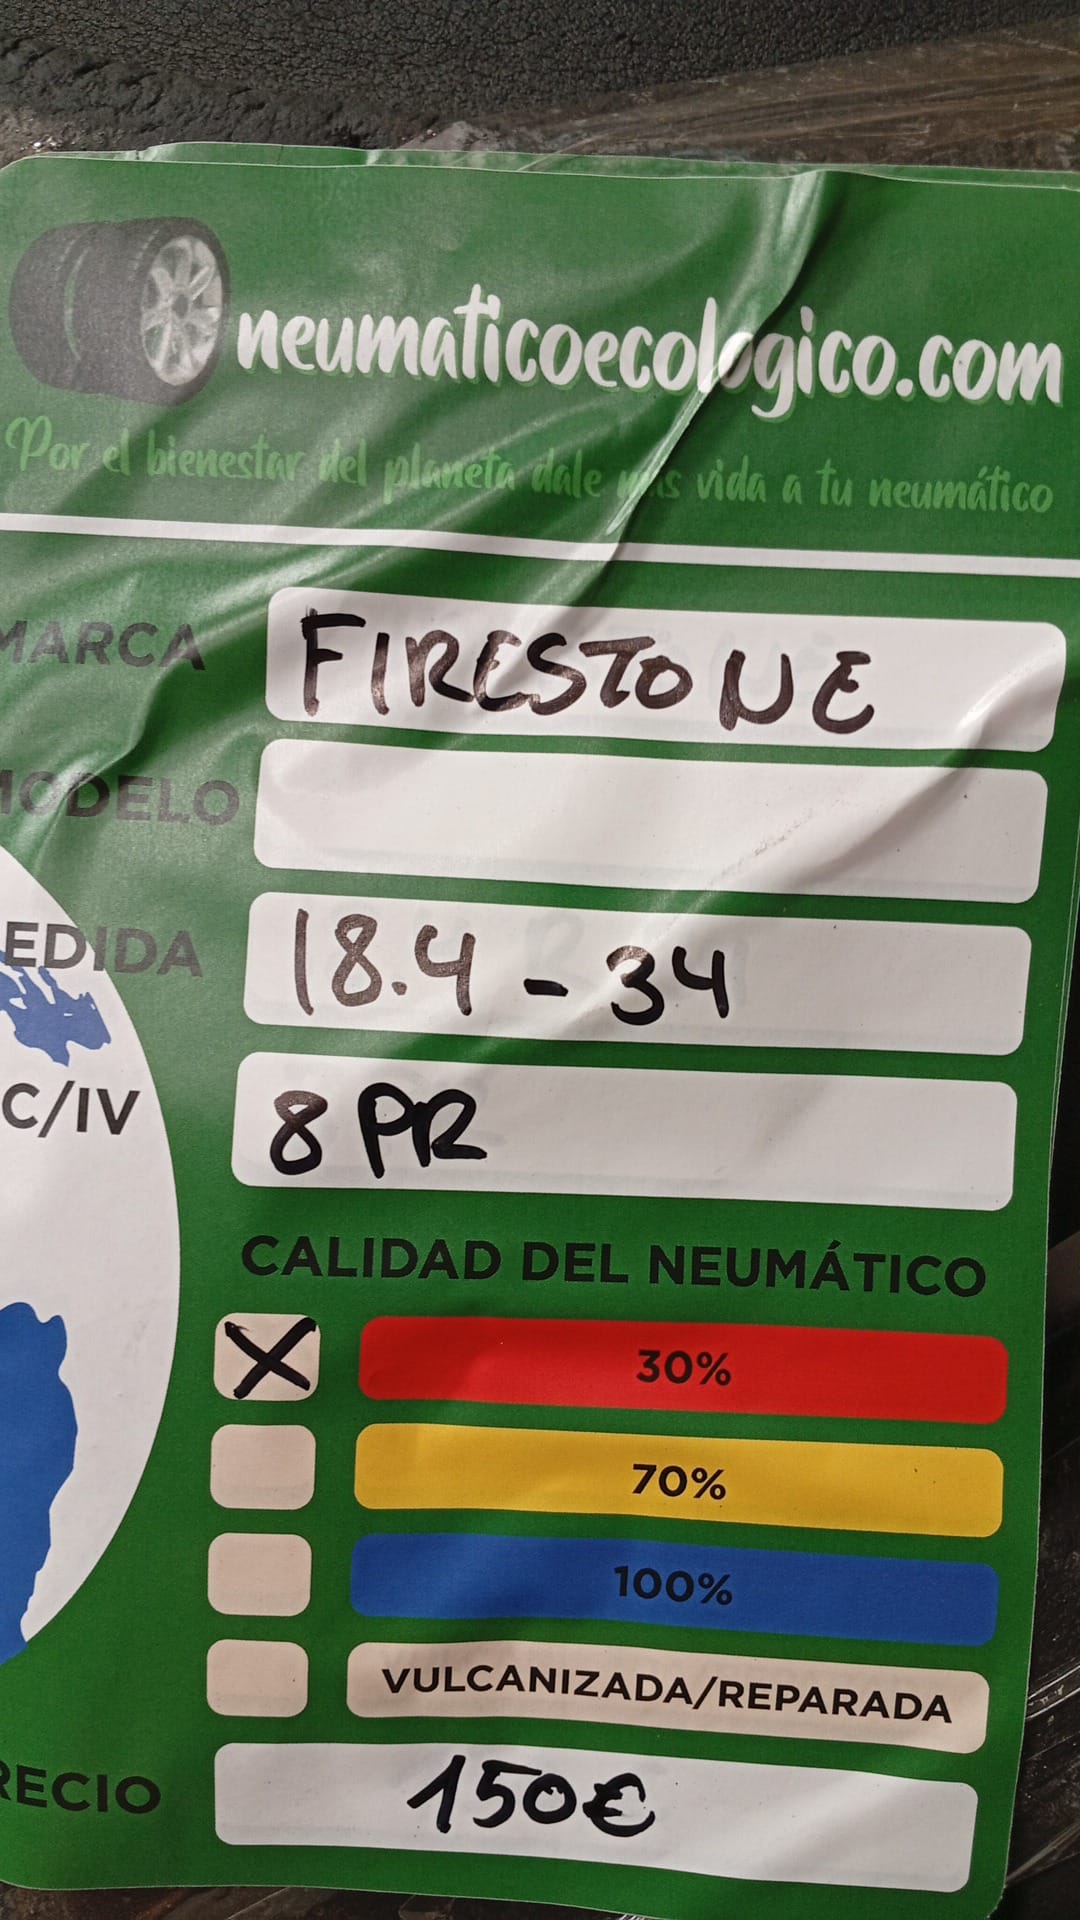 neumaticoecologico.com
Por el bienestar del planeta dale más vida a tu neumático
MARCA FIRESTONE
MODELO
EDIDA 18.4 - 34
C/IV 8 PR
CALIDAD DEL NEUMÁTICO
X 30%
70%
100%
VULCANIZADA/REPARADA
RECIO 150€